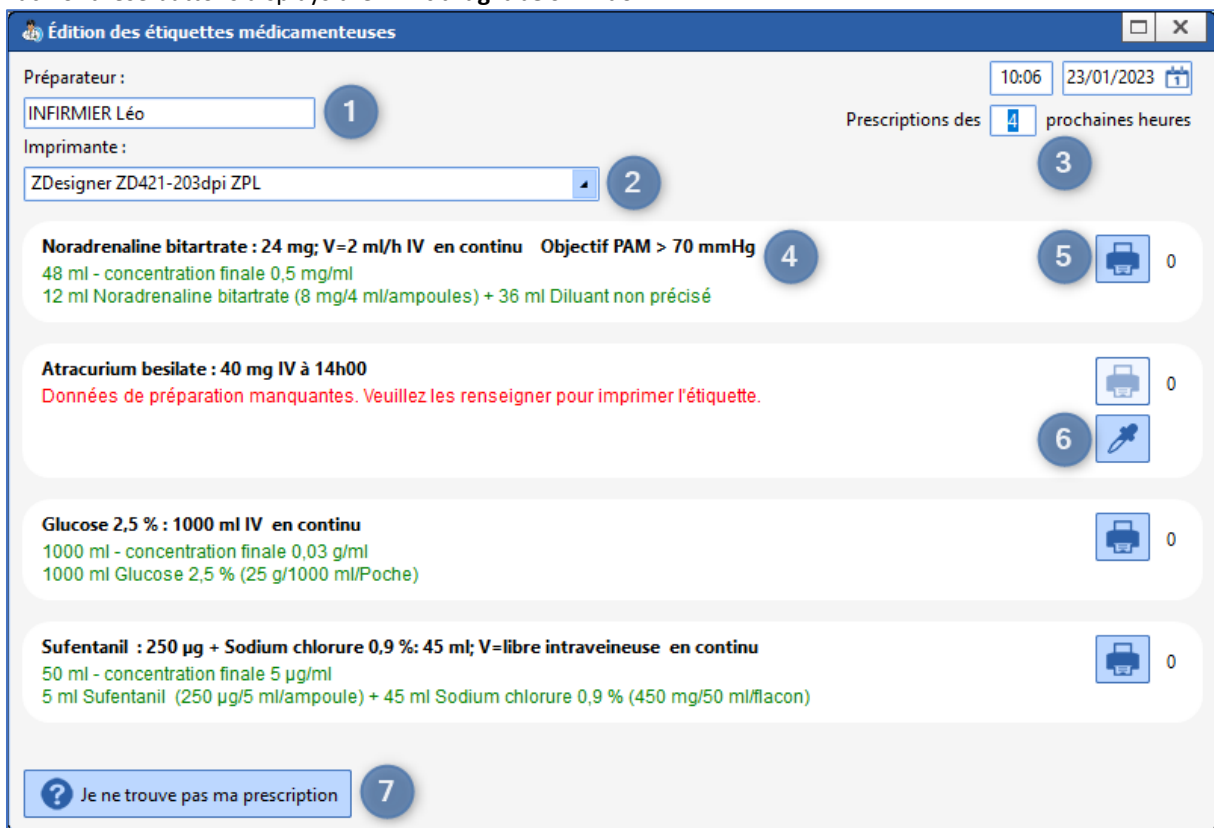 Édition des étiquettes médicamenteuses
Préparateur :
10:06 23/01/2023 1
INFIRMIER Léo 1
Prescriptions des 4 prochaines heures
Imprimante :
3
ZDesigner ZD421-203dpi ZPL 2
Noradrenaline bitartrate : 24 mg; V=2 ml/h IV en continu Objectif PAM > 70 mmHg 4 5 0
48 ml - concentration finale 0,5 mg/ml
12 ml Noradrenaline bitartrate (8 mg/4 ml/ampoules) + 36 ml Diluant non précisé
Atracurium besilate : 40 mg IV à 14h00 0
Données de préparation manquantes. Veuillez les renseigner pour imprimer l'étiquette.
6
Glucose 2,5 % : 1000 ml IV en continu 0
1000 ml - concentration finale 0,03 g/ml
1000 ml Glucose 2,5 % (25 g/1000 ml/Poche)
Sufentanil : 250 µg + Sodium chlorure 0,9 %: 45 ml; V=libre intraveineuse en continu 0
50 ml - concentration finale 5 µg/ml
5 ml Sufentanil (250 µg/5 ml/ampoule) + 45 ml Sodium chlorure 0,9 % (450 mg/50 ml/flacon)
? Je ne trouve pas ma prescription 7